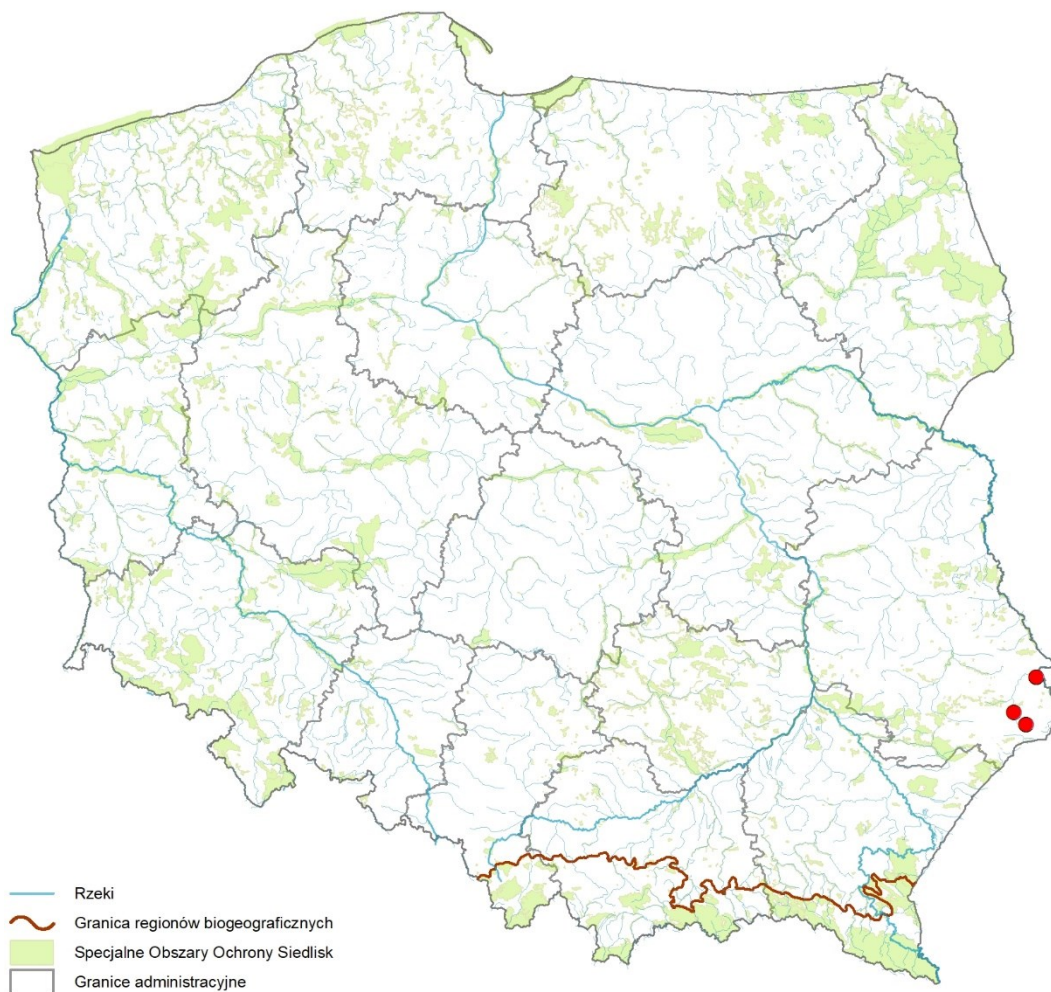 Rzeki
Granica regionów biogeograficznych
Specjalne Obszary Ochrony Siedlisk
Granice administracyjne